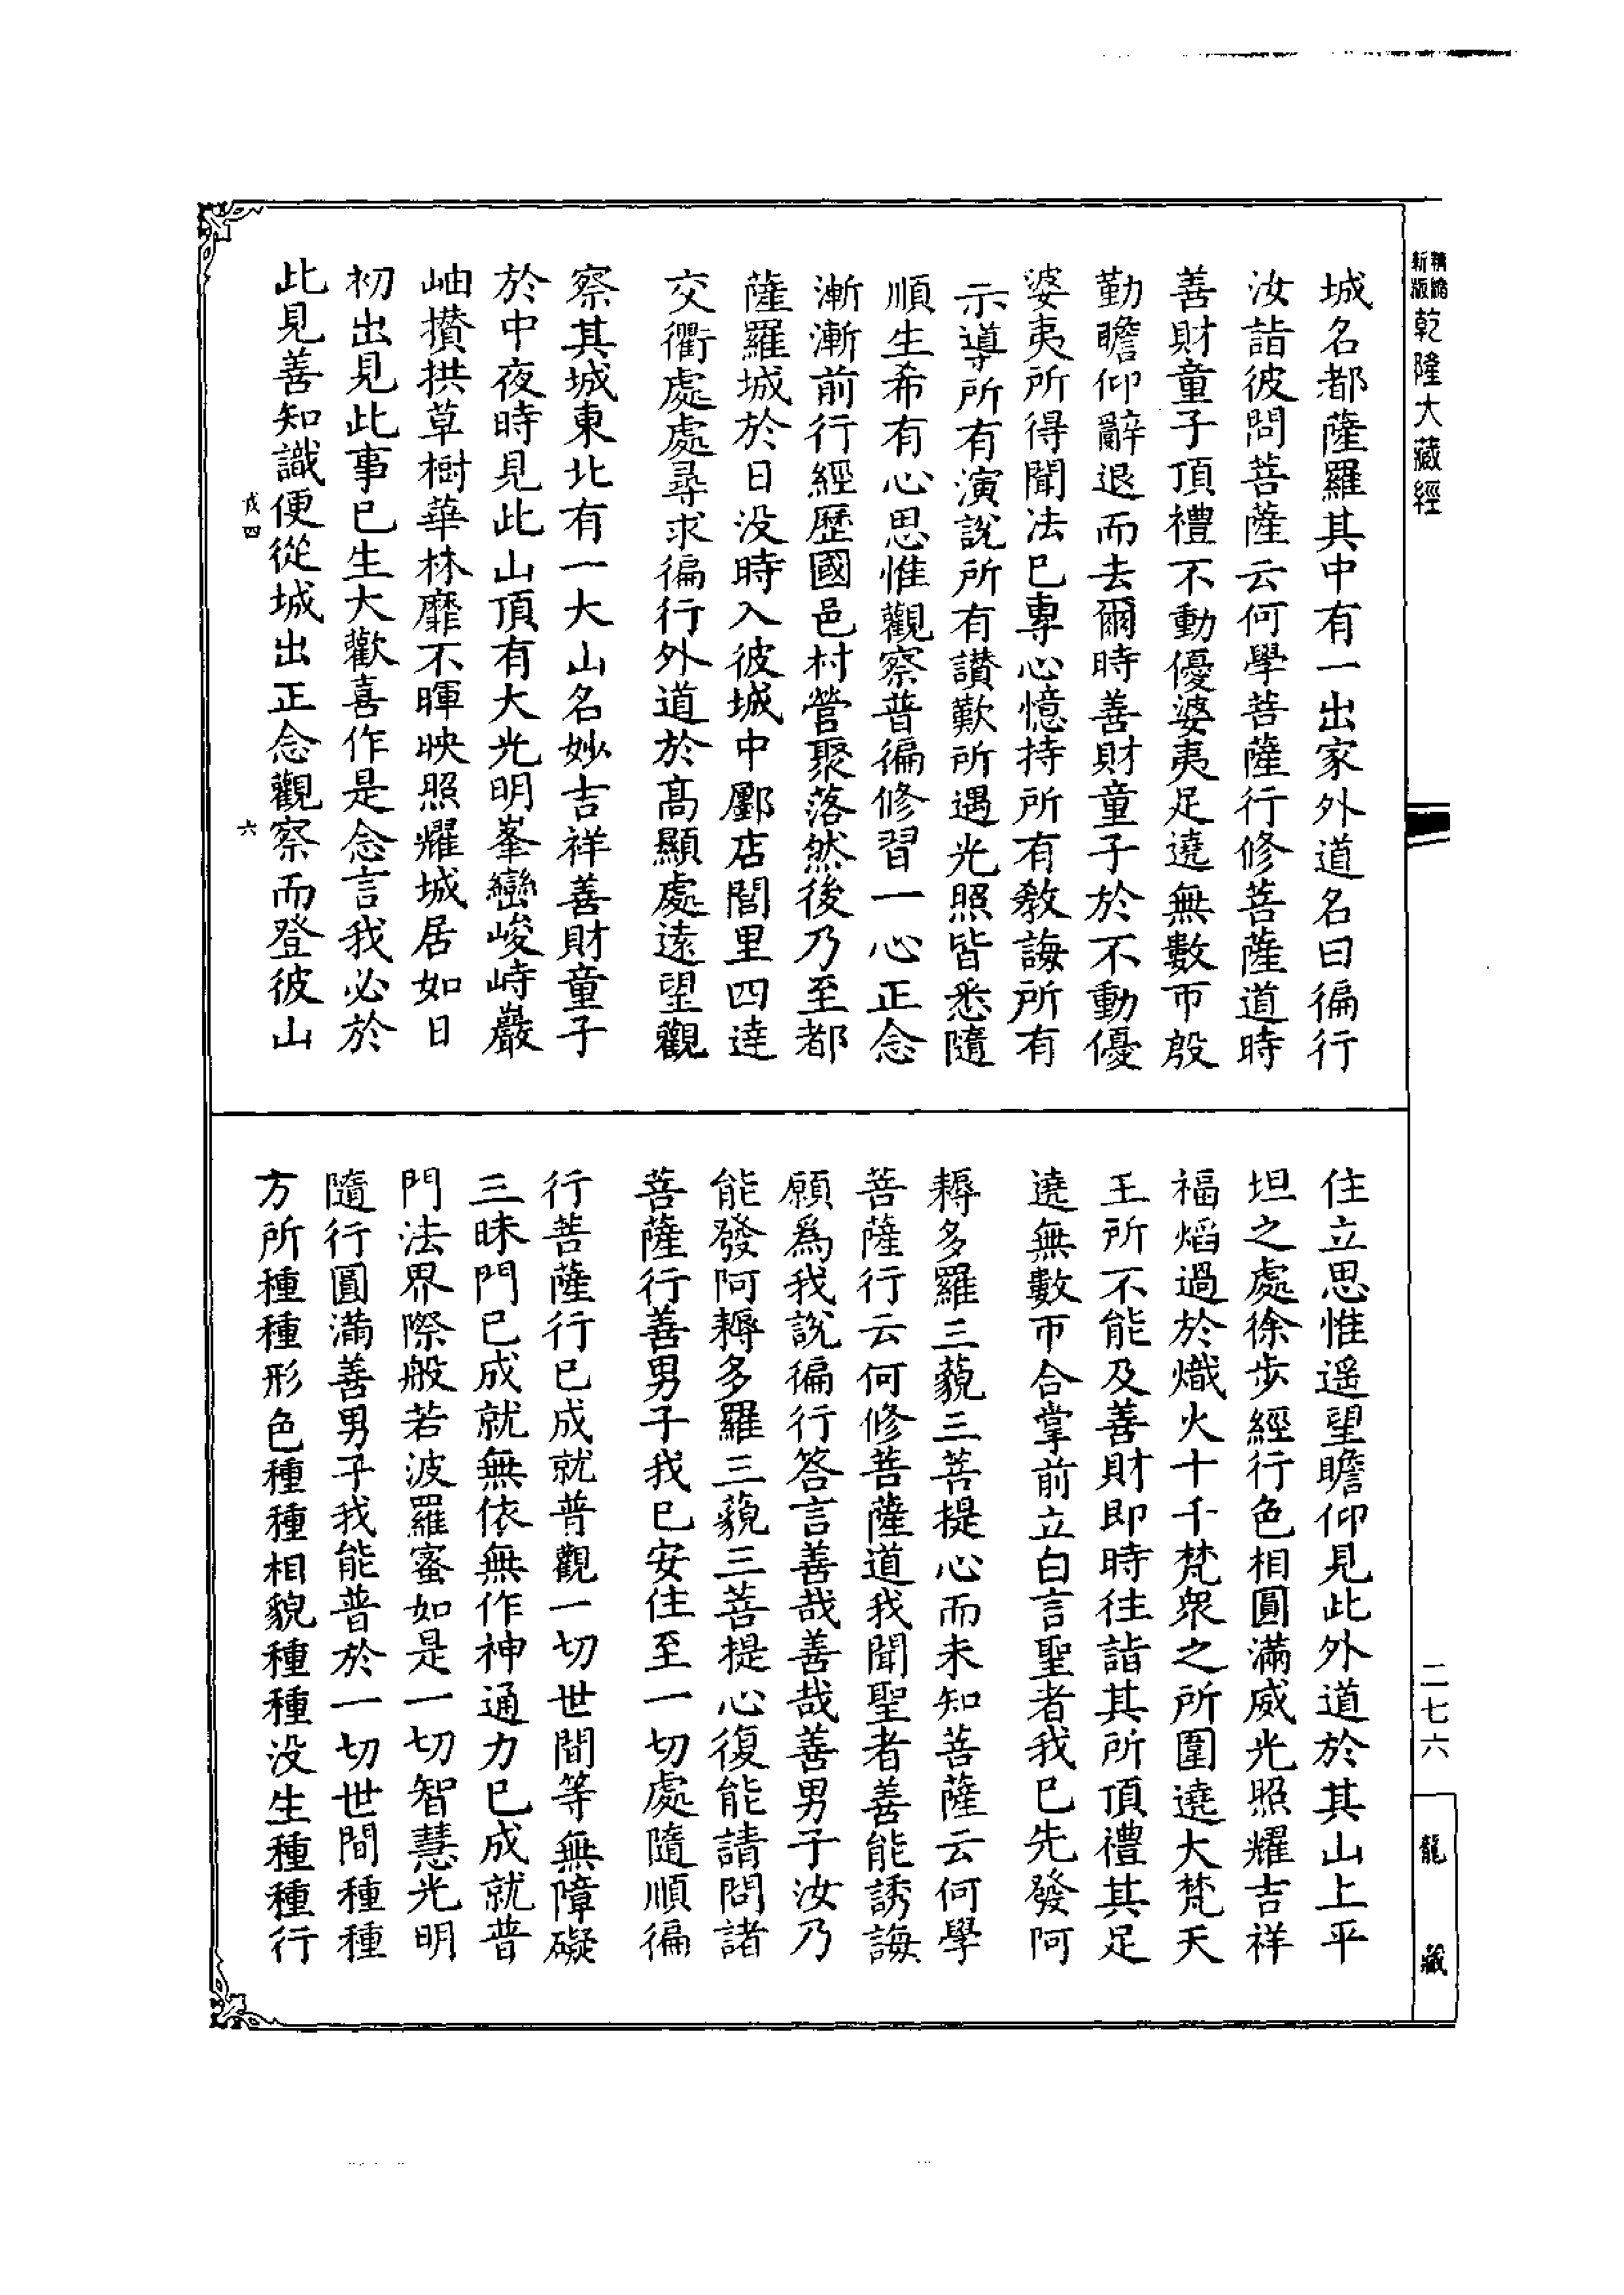 新版精縮乾隆大藏經
城名都薩羅其中有一出家外道名曰徧行
汝詣彼問菩薩云何學菩薩行修菩薩道時
善財童子頂禮不動優婆夷足遶無數帀殷
勤瞻仰辭退而去爾時善財童子於不動優
婆夷所得聞法已專心憶持所有教誨所有
示導所有演說所有讃歎所遇光照皆悉隨
順生希有心思惟觀察普徧修習一心正念
漸漸前行經歷國邑村營聚落然後乃至都
薩羅城於日没時入彼城中鄽店閭里四達
交衢處處尋求徧行外道於高顯處遠望觀
察其城東北有一大山名妙吉祥善財童子
於中夜時見此山頂有大光明峯巒峻峙巖
岫攢拱草樹華林靡不暉映照耀城居如日
初出見此事已生大歡喜作是念言我必於
此見善知識便從城出正念觀察而登彼山
戍四
六
住立思惟遥望瞻仰見此外道於其山上平
坦之處徐步經行色相圓滿威光照耀吉祥
福熖過於熾火十千梵衆之所圍遶大梵天
王所不能及善財即時往詣其所頂禮其足
遶無數帀合掌前立白言聖者我已先發阿
耨多羅三藐三菩提心而未知菩薩云何學
菩薩行云何修菩薩道我聞聖者善能誘誨
願爲我說徧行答言善哉善哉善男子汝乃
能發阿耨多羅三藐三菩提心復能請問諸
菩薩行善男子我已安住至一切處隨順徧
行菩薩行已成就普觀一切世間等無障礙
三昧門已成就無依無作神通力已成就普
門法界際般若波羅蜜如是一切智慧光明
隨行圓滿善男子我能普於一切世間種種
方所種種形色種種相貌種種没生種種行
二七六
龍藏